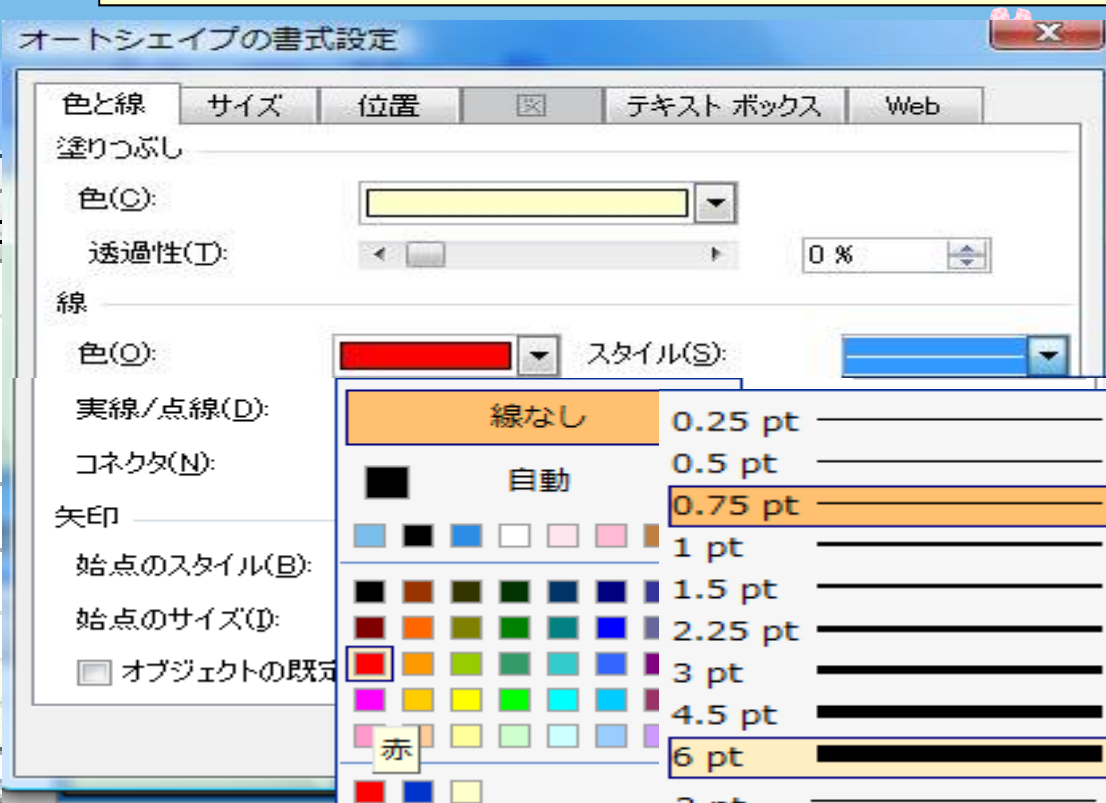 オートシェイプの書式設定
色と線 サイズ 位置 図 テキスト ボックス Web
塗りつぶし
色(C):
透過性(T): 0 %
線
色(O): スタイル(S):
実線/点線(D):
コネクタ(N):
矢印
始点のスタイル(B):
始点のサイズ(I):
オブジェクトの既定
線なし
自動
赤
0.25 pt
0.5 pt
0.75 pt
1 pt
1.5 pt
2.25 pt
3 pt
4.5 pt
6 pt